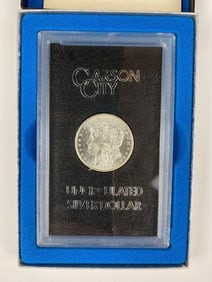 CARSON
CITY
UNCIRCULATED
SILVER DOLLAR